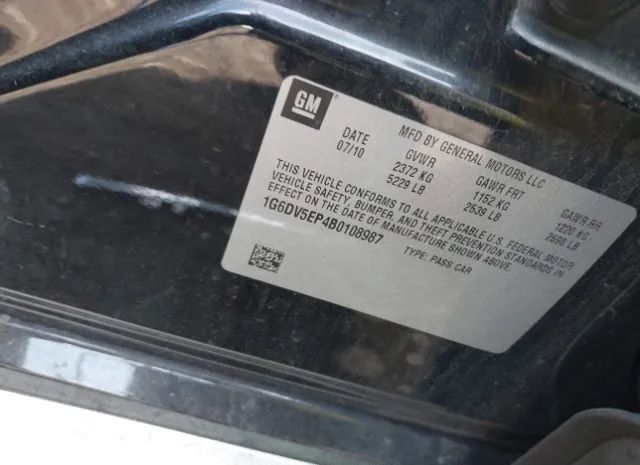 GM
MFD BY GENERAL MOTORS LLC
DATE GVWR GAWR FRT GAWR RR
07/10 2372 KG 1152 KG 1220 KG
5229 LB 2539 LB 2690 LB
THIS VEHICLE CONFORMS TO ALL APPLICABLE U.S. FEDERAL MOTOR
VEHICLE SAFETY, BUMPER, AND THEFT PREVENTION STANDARDS IN
EFFECT ON THE DATE OF MANUFACTURE SHOWN ABOVE.
1G6DV5EP4B0108987 TYPE: PASS CAR